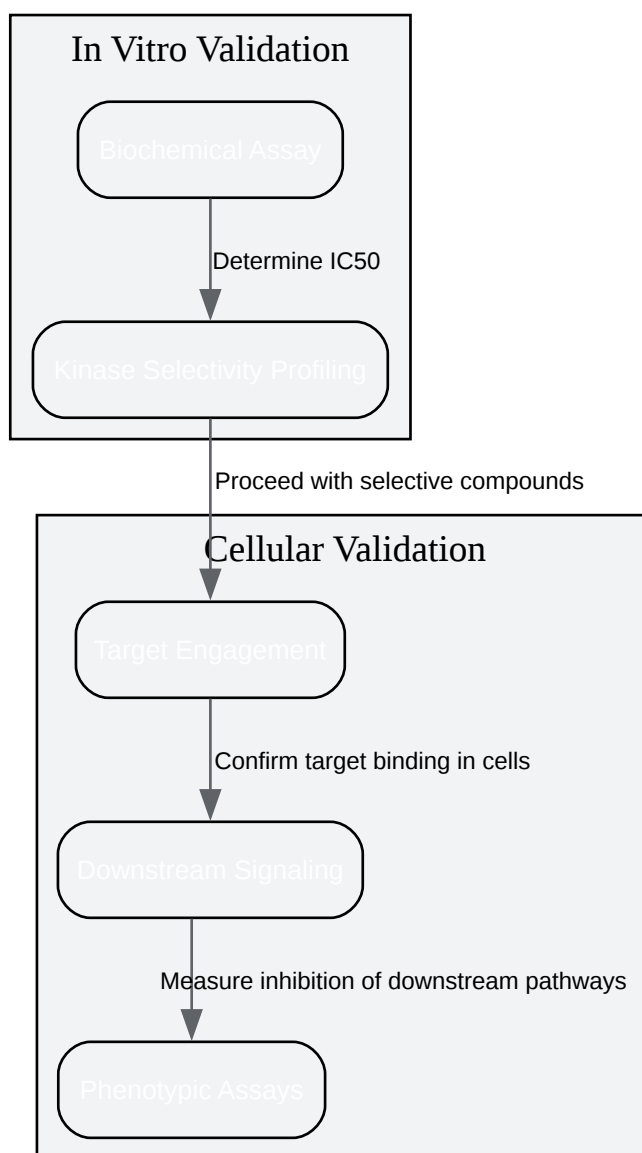 In Vitro Validation
Biochemical Assay
Determine IC50
Kinase Selectivity Profiling
Proceed with selective compounds
Cellular Validation
Target Engagement
Confirm target binding in cells
Downstream Signaling
Measure inhibition of downstream pathways
Phenotypic Assays